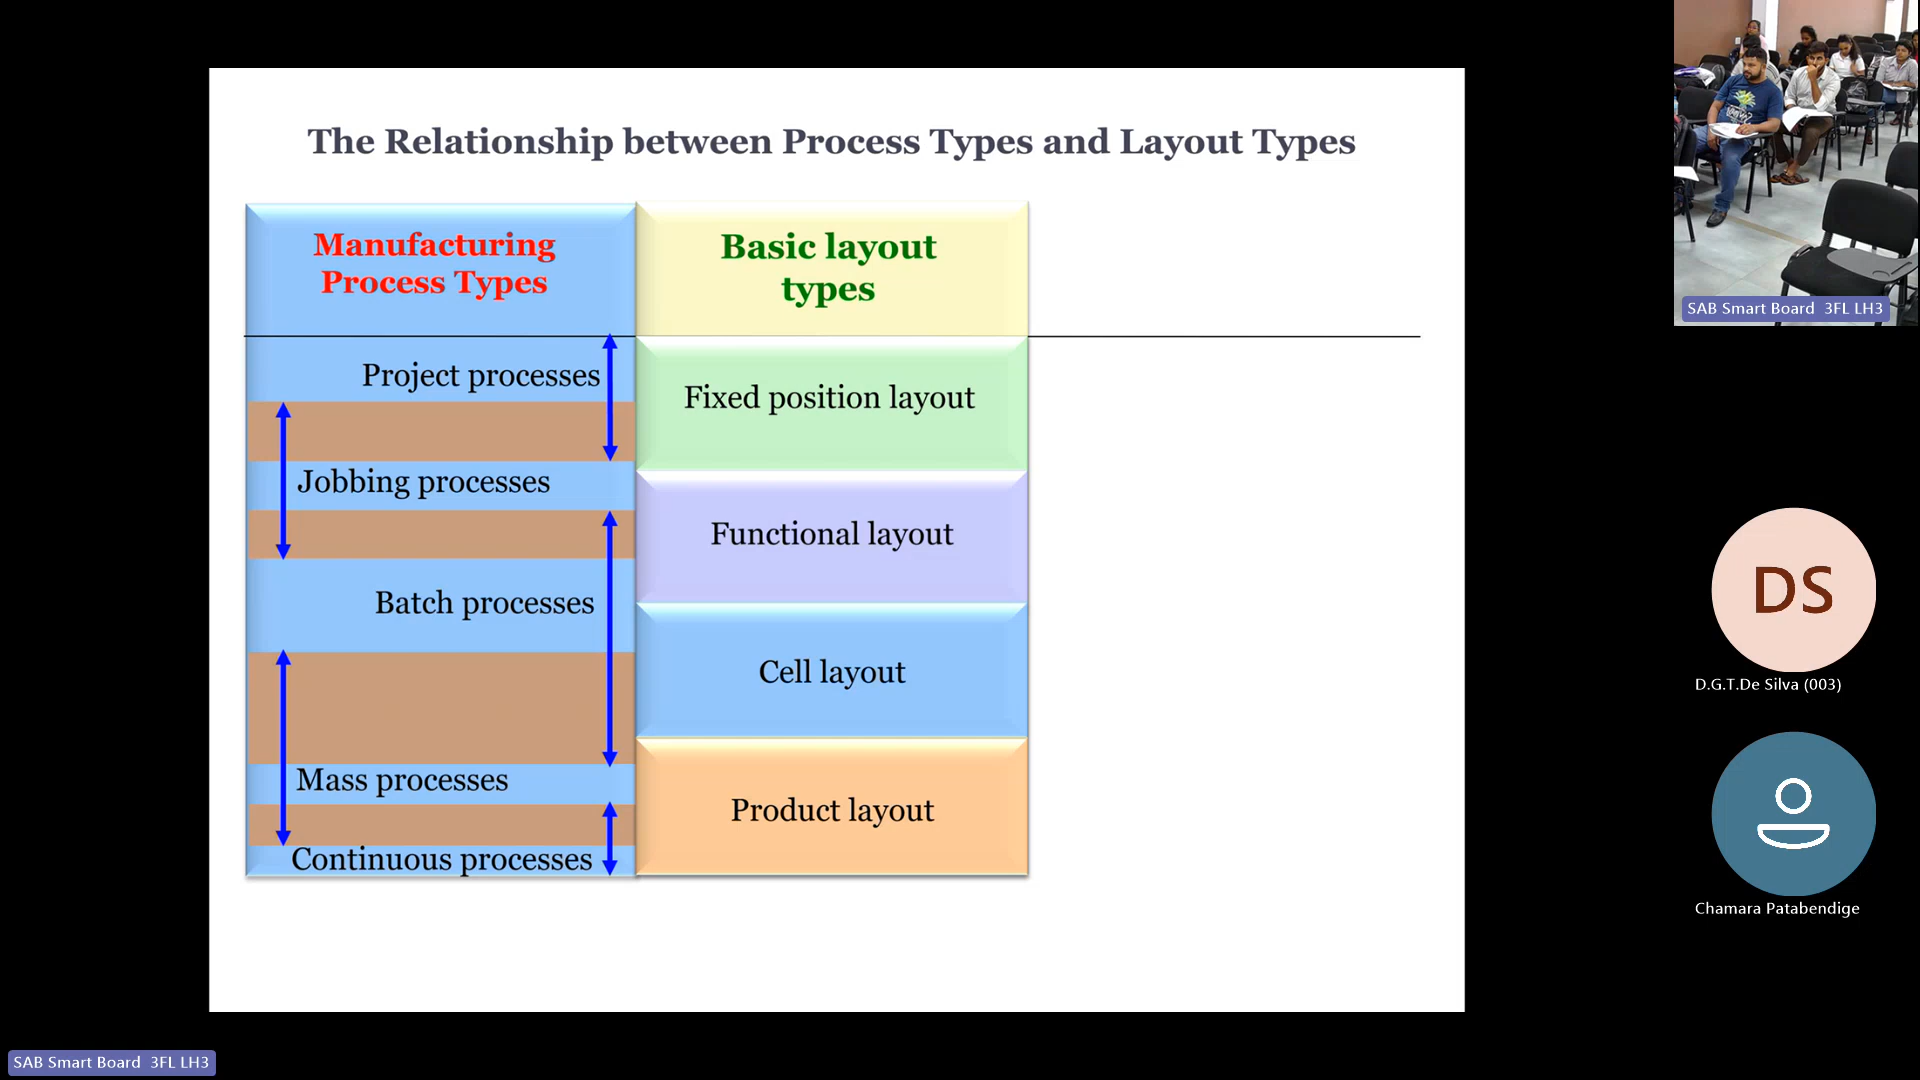 The Relationship between Process Types and Layout Types
Manufacturing
Process Types
Basic layout
types
Project processes
Fixed position layout
Jobbing processes
Functional layout
Batch processes
Cell layout
Mass processes
Product layout
Continuous processes
SAB Smart Board 3FL LH3
DS
D.G.T.De Silva (003)
Chamara Patabendige
SAB Smart Board 3FL LH3